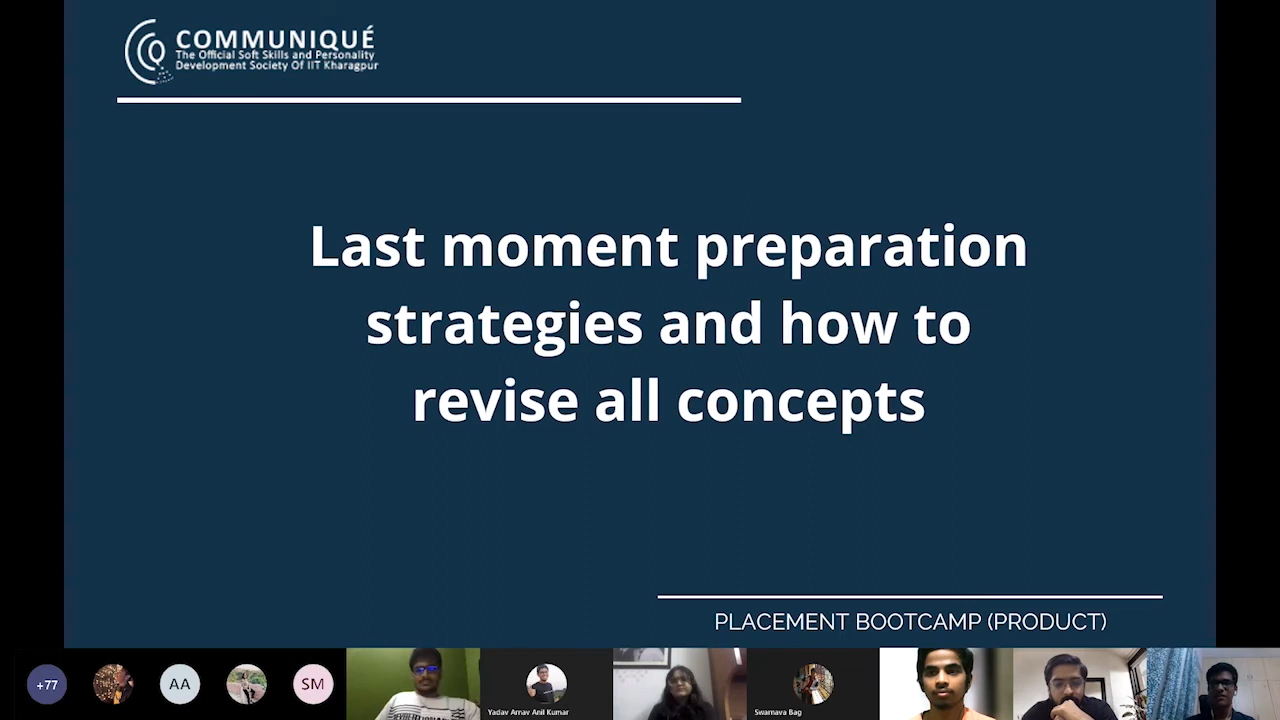 COMMUNIQUÉ
The Official Soft Skills and Personality
Development Society Of IIT Kharagpur
Last moment preparation
strategies and how to
revise all concepts
PLACEMENT BOOTCAMP (PRODUCT)
+77
AA
SM
Yadav Arnav Anil Kumar
Swarnava Bag